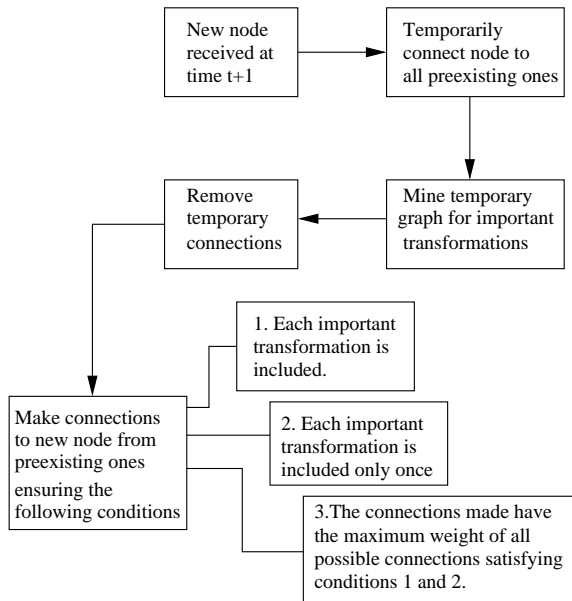 New node
received at
time t+1
Temporarily
connect node to
all preexisting ones
Mine temporary
graph for important
transformations
Remove
temporary
connections
Make connections
to new node from
preexisting ones
ensuring the
following conditions
1. Each important
transformation is
included.
2. Each important
transformation is
included only once
3.The connections made have
the maximum weight of all
possible connections satisfying
conditions 1 and 2.